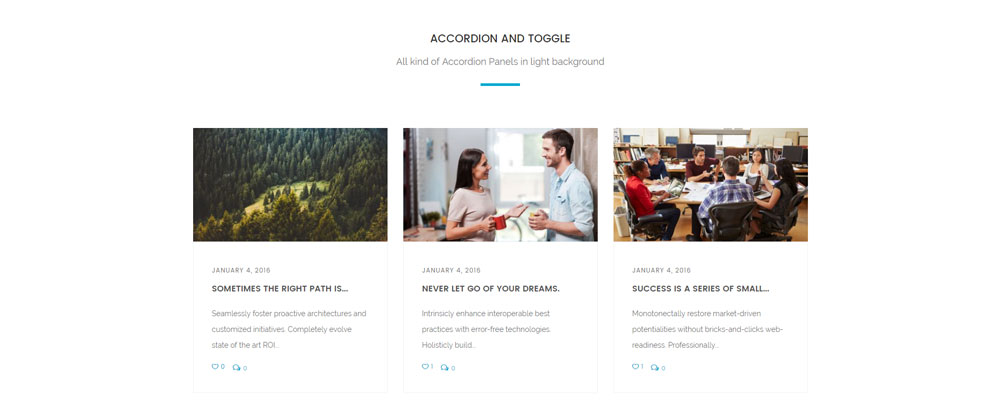 ACCORDION AND TOGGLE
All kind of Accordion Panels in light background
JANUARY 4, 2016
SOMETIMES THE RIGHT PATH IS...
Seamlessly foster proactive architectures and
customized initiatives. Completely evolve
state of the art ROI...
0 0
JANUARY 4, 2016
NEVER LET GO OF YOUR DREAMS.
Intrinsicly enhance interoperable best
practices with error-free technologies.
Holisticly build...
1 0
JANUARY 4, 2016
SUCCESS IS A SERIES OF SMALL...
Monotonectally restore market-driven
potentialities without bricks-and-clicks web-
readiness. Professionally...
1 0